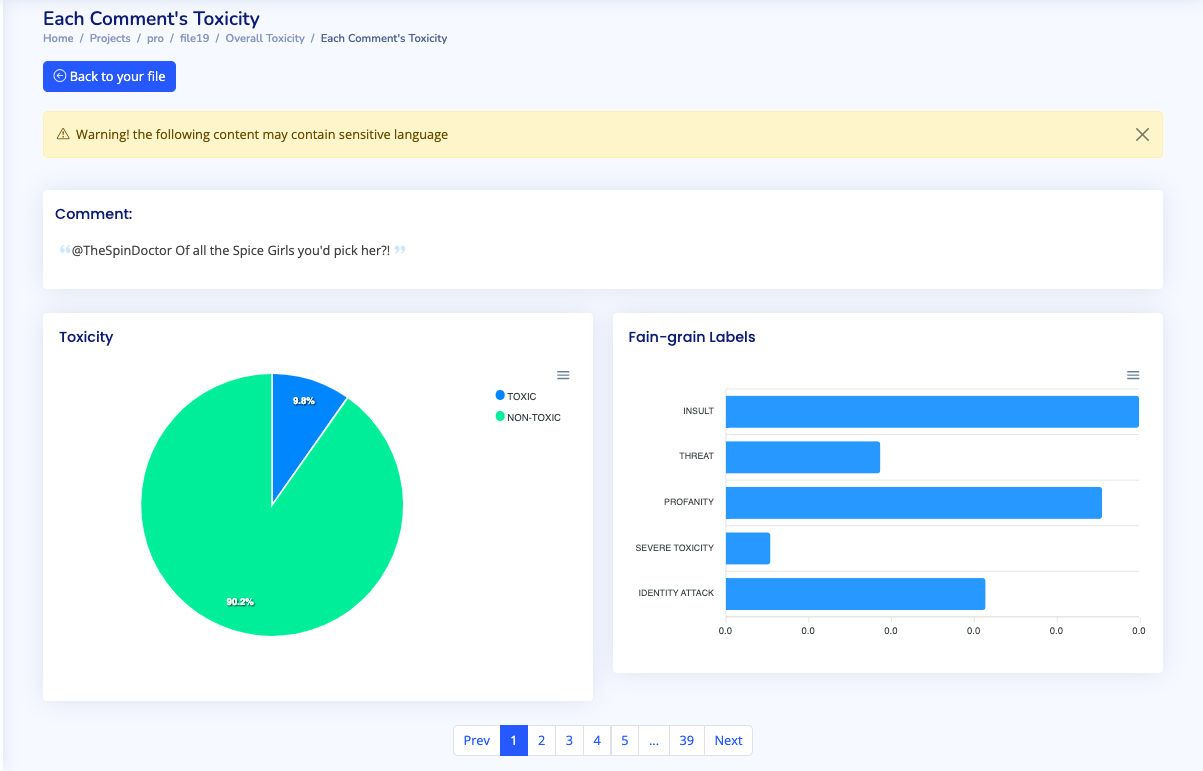 Each Comment's Toxicity
Home / Projects / pro / file19 / Overall Toxicity / Each Comment's Toxicity
Back to your file
Warning! the following content may contain sensitive language
Comment:
“@TheSpinDoctor Of all the Spice Girls you'd pick her?! ”
Toxicity
9.8%
90.2%
TOXIC
NON-TOXIC
Fain-grain Labels
INSULT
THREAT
PROFANITY
SEVERE TOXICITY
IDENTITY ATTACK
0.0 0.0 0.0 0.0 0.0 0.0
Prev 1 2 3 4 5 ... 39 Next